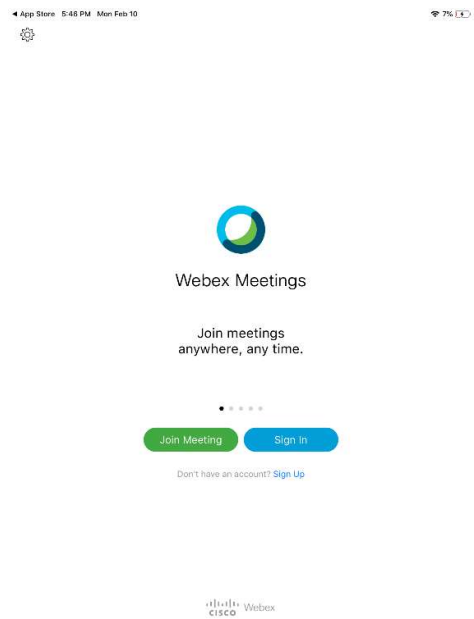 App Store 5:46 PM Mon Feb 10 7%
Webex Meetings
Join meetings
anywhere, any time.
Join Meeting Sign In
Don't have an account? Sign Up
CISCO Webex